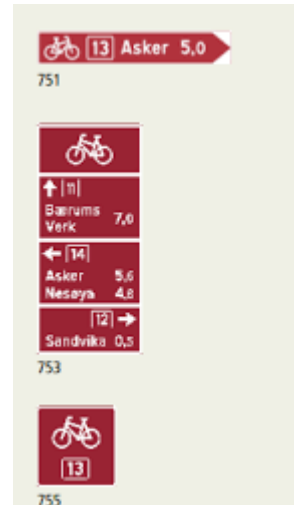 13 Asker 5,0
751
11
Bærums
Verk 7,0
14
Asker 5,6
Nesøya 4,8
12
Sandvika 0,5
753
13
755